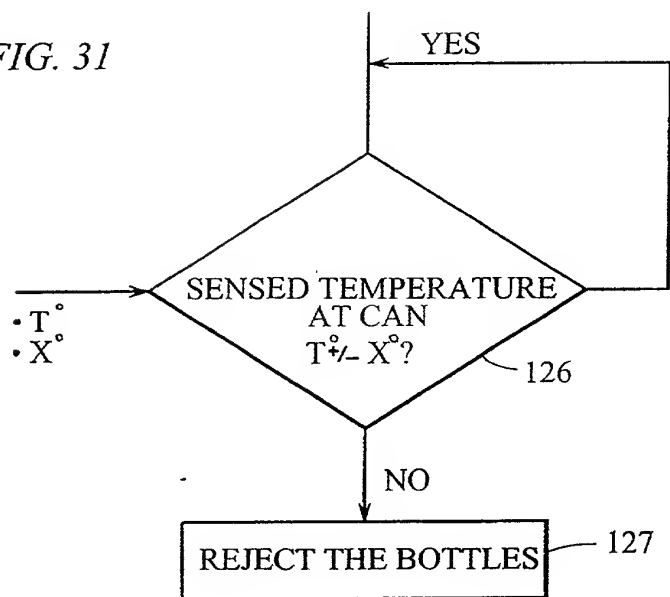 FIG. 31
YES
SENSED TEMPERATURE
AT CAN
T°+/– X°?
• T°
• X°
126
NO
REJECT THE BOTTLES
127